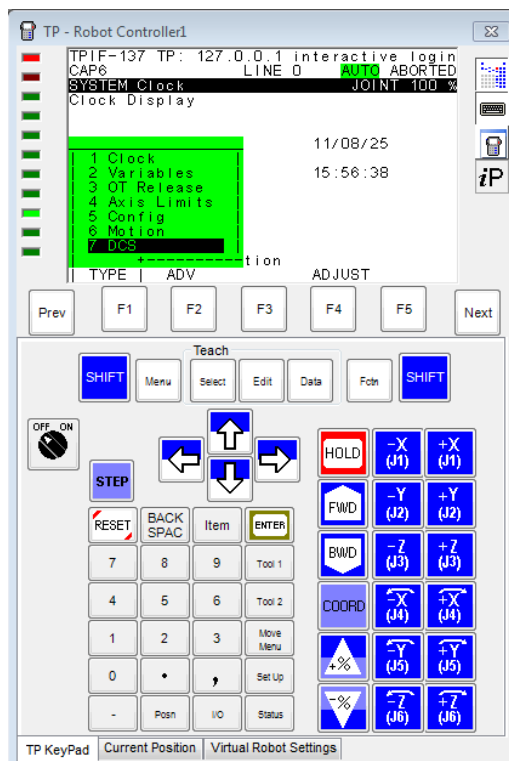 TP - Robot Controller1
TPIF-137 TP: 127.0.0.1 interactive login
CAP6 LINE 0 AUTO ABORTED
SYSTEM Clock JOINT 100 %
Clock Display
11/08/25
1 Clock
2 Variables 15:56:38
3 OT Release
4 Axis Limits
5 Config
6 Motion
7 DCS
tion
TYPE ADV ADJUST
iP
Prev F1 F2 F3 F4 F5 Next
Teach
SHIFT Menu Select Edit Data Fctn SHIFT
OFF ON
STEP
HOLD -X (J1) +X (J1)
RESET BACK SPAC Item ENTER FWD -Y (J2) +Y (J2)
7 8 9 Tool 1 BWD -Z (J3) +Z (J3)
4 5 6 Tool 2 COORD -X (J4) +X (J4)
1 2 3 Move Menu +% -Y (J5) +Y (J5)
0 . , Set Up
- Posn I/O Status -% -Z (J6) +Z (J6)
TP KeyPad Current Position Virtual Robot Settings